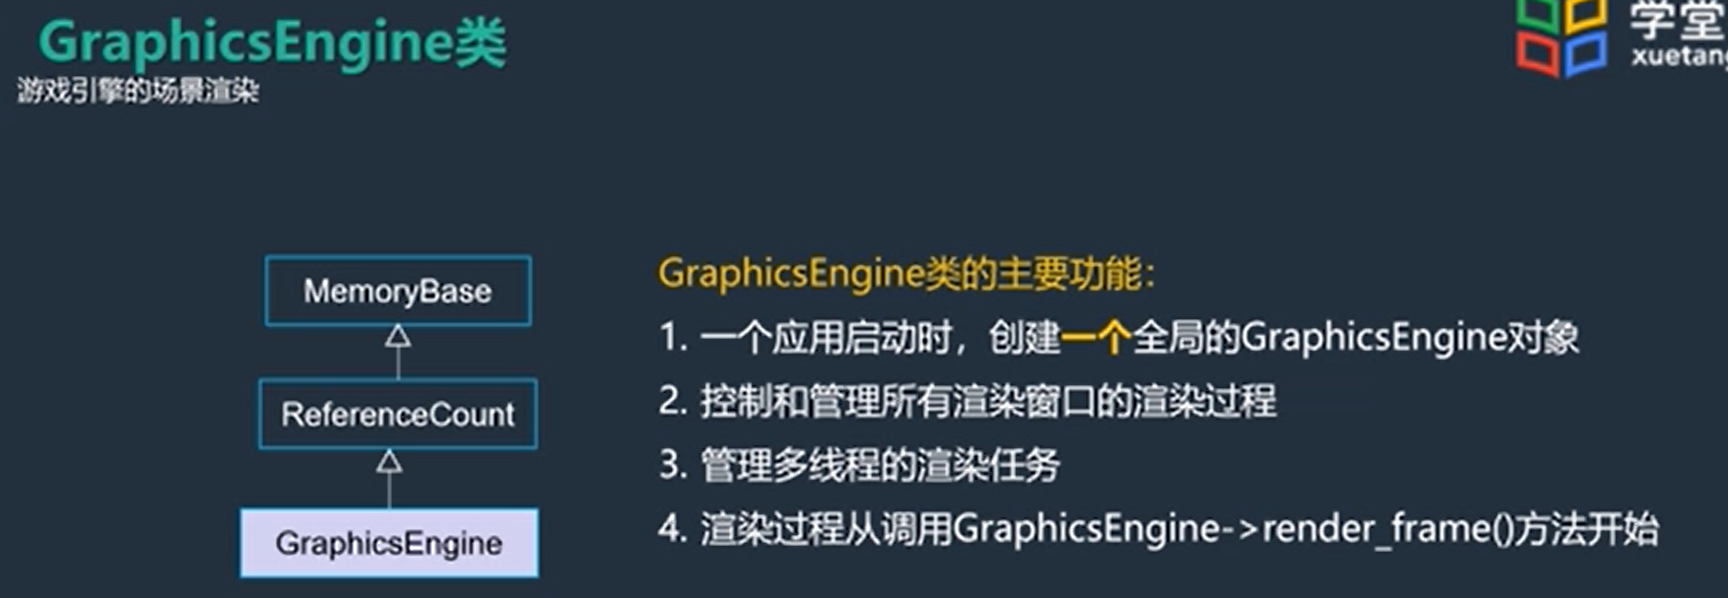 GraphicsEngine类
学堂
xuetang
游戏引擎的场景渲染
MemoryBase
ReferenceCount
GraphicsEngine
GraphicsEngine类的主要功能：
1. 一个应用启动时，创建一个全局的GraphicsEngine对象
2. 控制和管理所有渲染窗口的渲染过程
3. 管理多线程的渲染任务
4. 渲染过程从调用GraphicsEngine->render_frame()方法开始